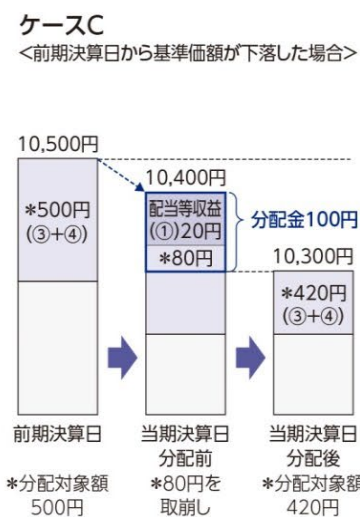 ケースC
<前期決算日から基準価額が下落した場合>
10,500円
*500円
(③+④)
10,400円
配当等収益
(①)20円
*80円
分配金100円
10,300円
*420円
(③+④)
前期決算日
当期決算日
分配前
当期決算日
分配後
*分配対象額
500円
*80円を
取崩し
*分配対象額
420円